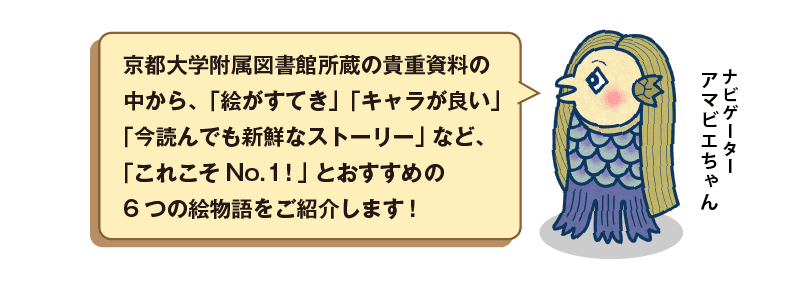 京都大学附属図書館所蔵の貴重資料の
中から、「絵がすてき」「キャラが良い」
「今読んでも新鮮なストーリー」など、
「これこそNo.1！」とおすすめの
6つの絵物語をご紹介します！
ナビゲーター
アマビエちゃん